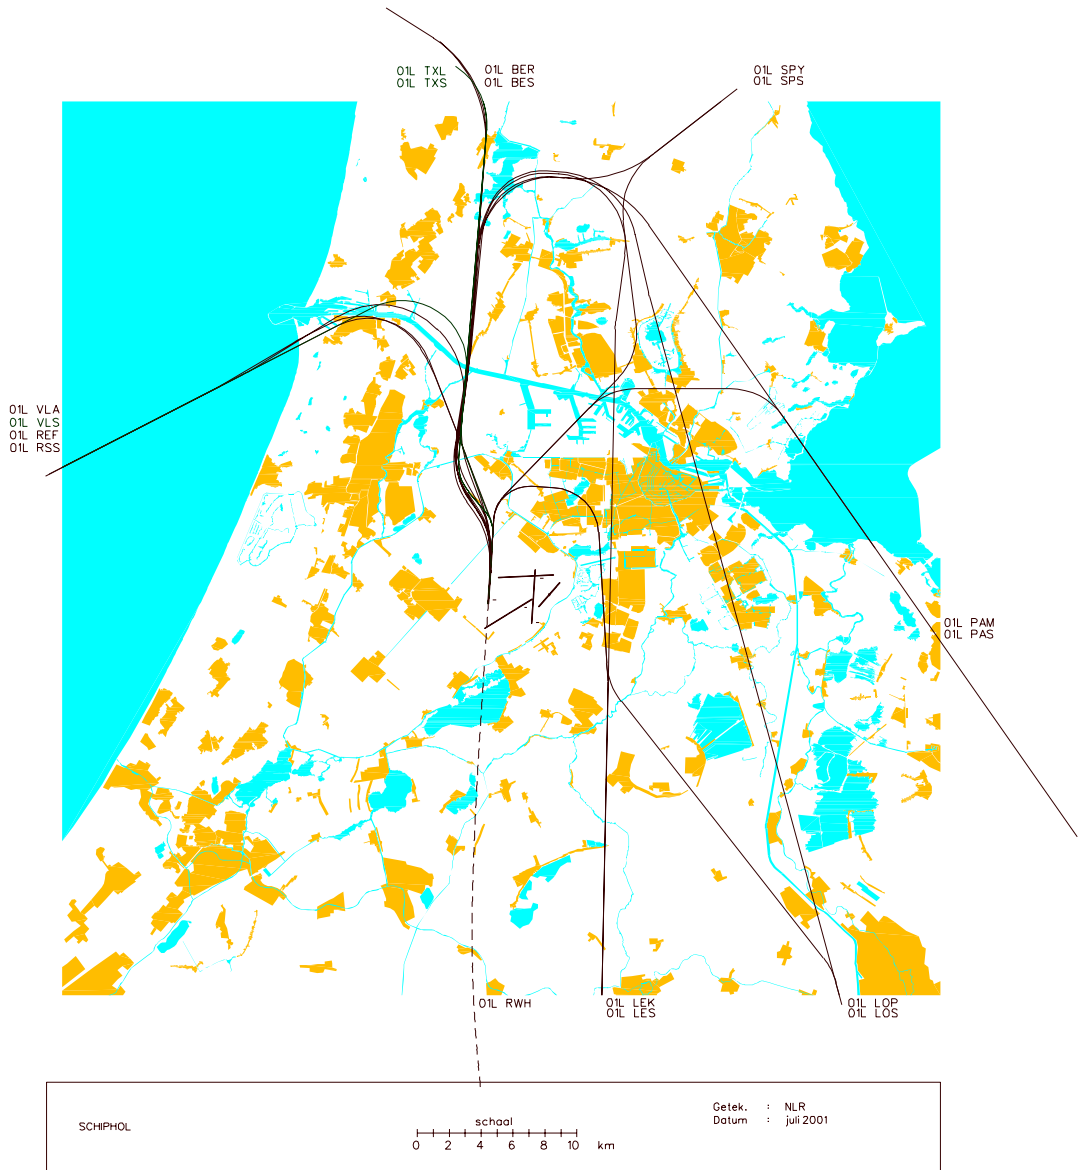 01L TXL
01L TXS
01L BER
01L BES
01L SPY
01L SPS
01L VLA
01L VLS
01L REF
01L RSS
01L PAM
01L PAS
01L RWH
01L LEK
01L LES
01L LOP
01L LOS
SCHIPHOL
schaal
0 2 4 6 8 10 km
Getek. : NLR
Datum : juli 2001